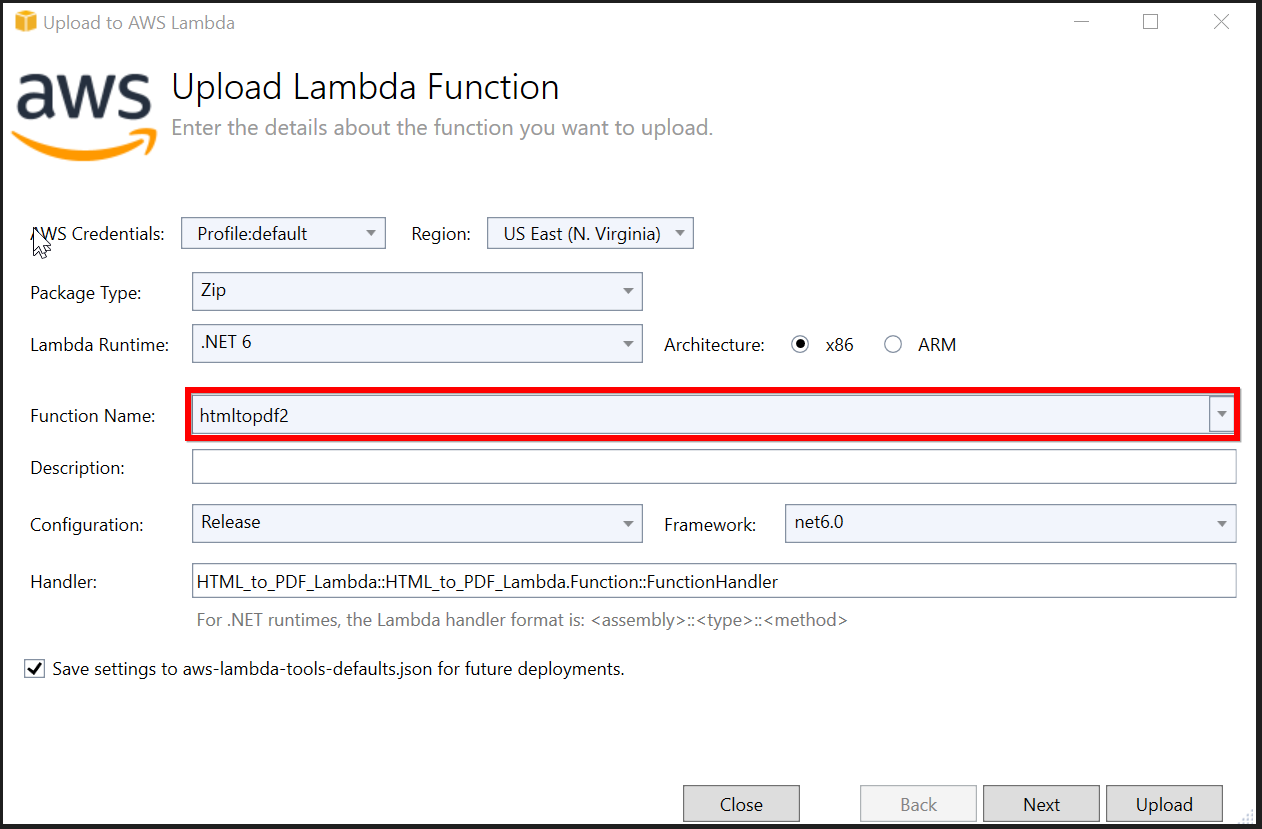 Upload to AWS Lambda
aws
Upload Lambda Function
Enter the details about the function you want to upload.
AWS Credentials: Profile:default Region: US East (N. Virginia)
Package Type: Zip
Lambda Runtime: .NET 6 Architecture: x86 ARM
Function Name: htmltopdf2
Description:
Configuration: Release Framework: net6.0
Handler: HTML_to_PDF_Lambda::HTML_to_PDF_Lambda.Function::FunctionHandler
For .NET runtimes, the Lambda handler format is: <assembly>::<type>::<method>
Save settings to aws-lambda-tools-defaults.json for future deployments.
Close Back Next Upload